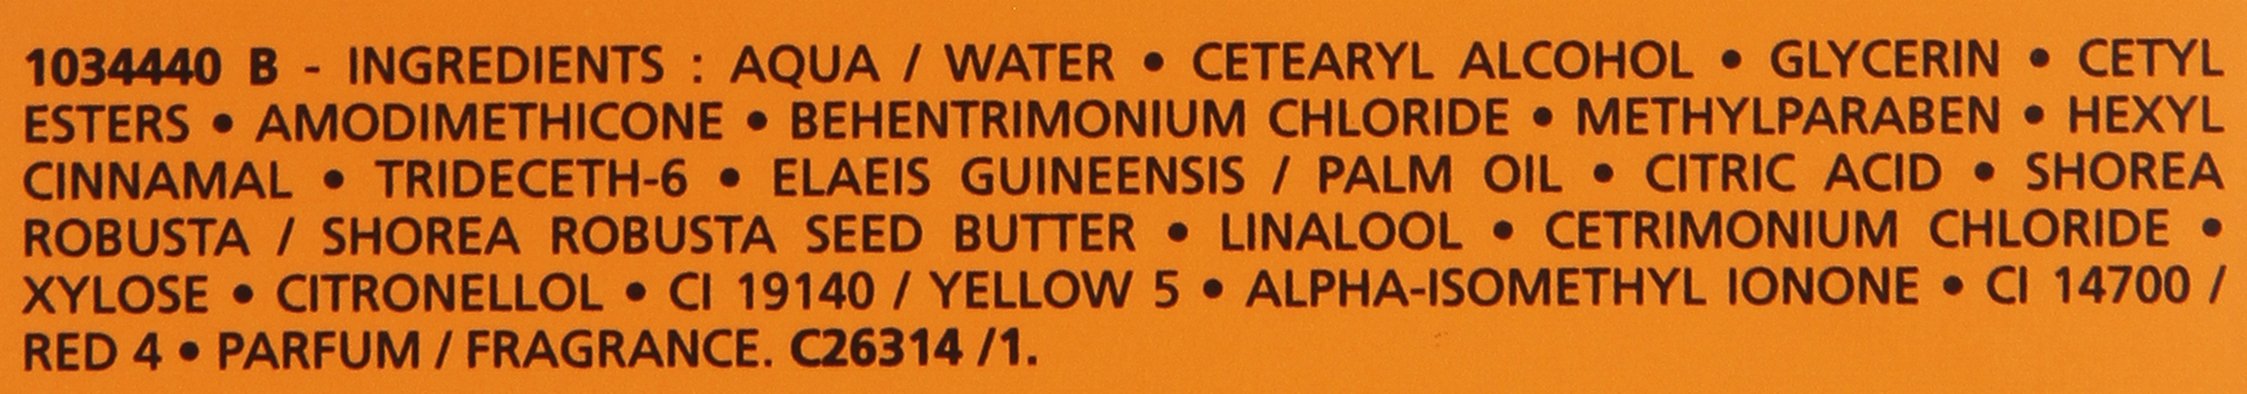 1034440 B - INGREDIENTS : AQUA / WATER • CETEARYL ALCOHOL • GLYCERIN • CETYL
ESTERS • AMODIMETHICONE • BEHENTRIMONIUM CHLORIDE • METHYLPARABEN • HEXYL
CINNAMAL • TRIDECETH-6 • ELAEIS GUINEENSIS / PALM OIL • CITRIC ACID • SHOREA
ROBUSTA / SHOREA ROBUSTA SEED BUTTER • LINALOOL • CETRIMONIUM CHLORIDE •
XYLOSE • CITRONELLOL • CI 19140 / YELLOW 5 • ALPHA-ISOMETHYL IONONE • CI 14700 /
RED 4 • PARFUM / FRAGRANCE. C26314 /1.